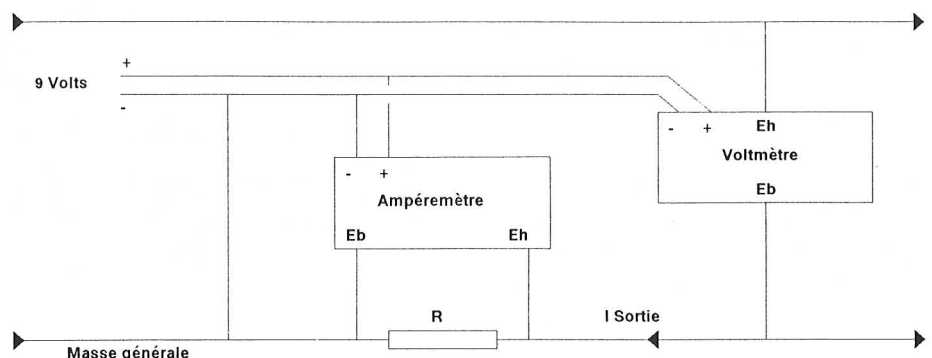 +
9 Volts
-
- + Eh
Voltmètre
Eb
- +
Ampéremètre
Eb Eh
R I Sortie
Masse générale